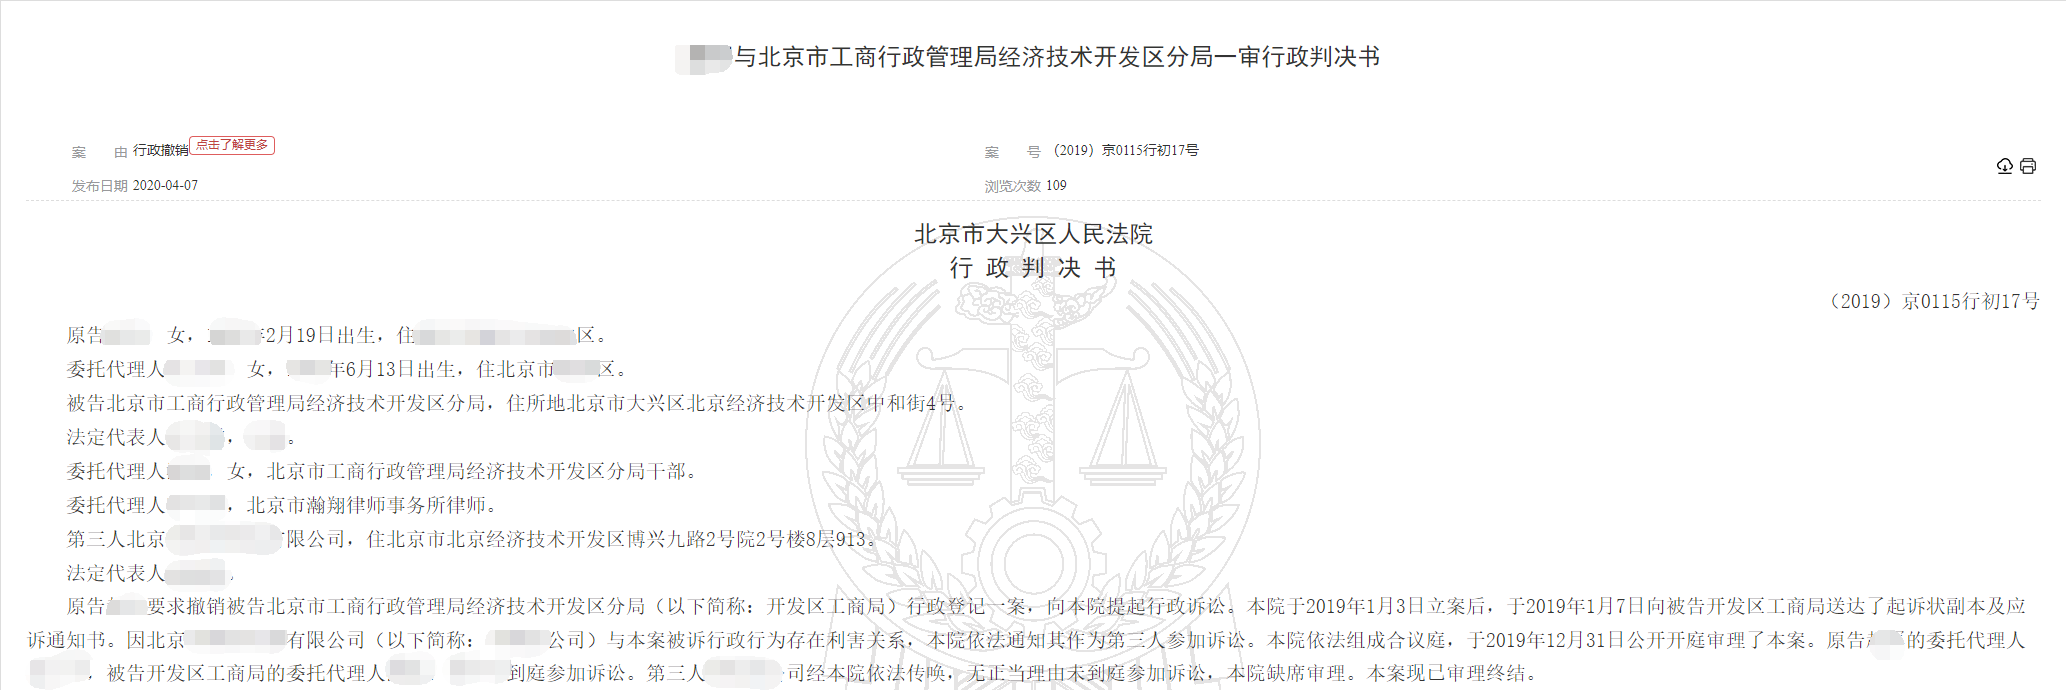 与北京市工商行政管理局经济技术开发区分局一审行政判决书
案 由 行政撤销 点击了解更多 案 号 （2019）京0115行初17号
发布日期 2020-04-07 浏览次数 109
北京市大兴区人民法院
行 政 判 决 书
（2019）京0115行初17号
原告 女， 年2月19日出生，住 区。
委托代理人 女， 年6月13日出生，住北京市 区。
被告北京市工商行政管理局经济技术开发区分局，住所地北京市大兴区北京经济技术开发区中和街4号。
法定代表人 ， 。
委托代理人 女，北京市工商行政管理局经济技术开发区分局干部。
委托代理人 ，北京市瀚翔律师事务所律师。
第三人北京 有限公司，住北京市北京经济技术开发区博兴九路2号院2号楼8层913。
法定代表人 。
原告 要求撤销被告北京市工商行政管理局经济技术开发区分局（以下简称：开发区工商局）行政登记一案，向本院提起行政诉讼。本院于2019年1月3日立案后，于2019年1月7日向被告开发区工商局送达了起诉状副本及应
诉通知书。因北京 有限公司（以下简称： 公司）与本案被诉行政行为存在利害关系，本院依法通知其作为第三人参加诉讼。本院依法组成合议庭，于2019年12月31日公开开庭审理了本案。原告 的委托代理人
，被告开发区工商局的委托代理人 到庭参加诉讼。第三人 公司经本院依法传唤，无正当理由未到庭参加诉讼，本院缺席审理。本案现已审理终结。